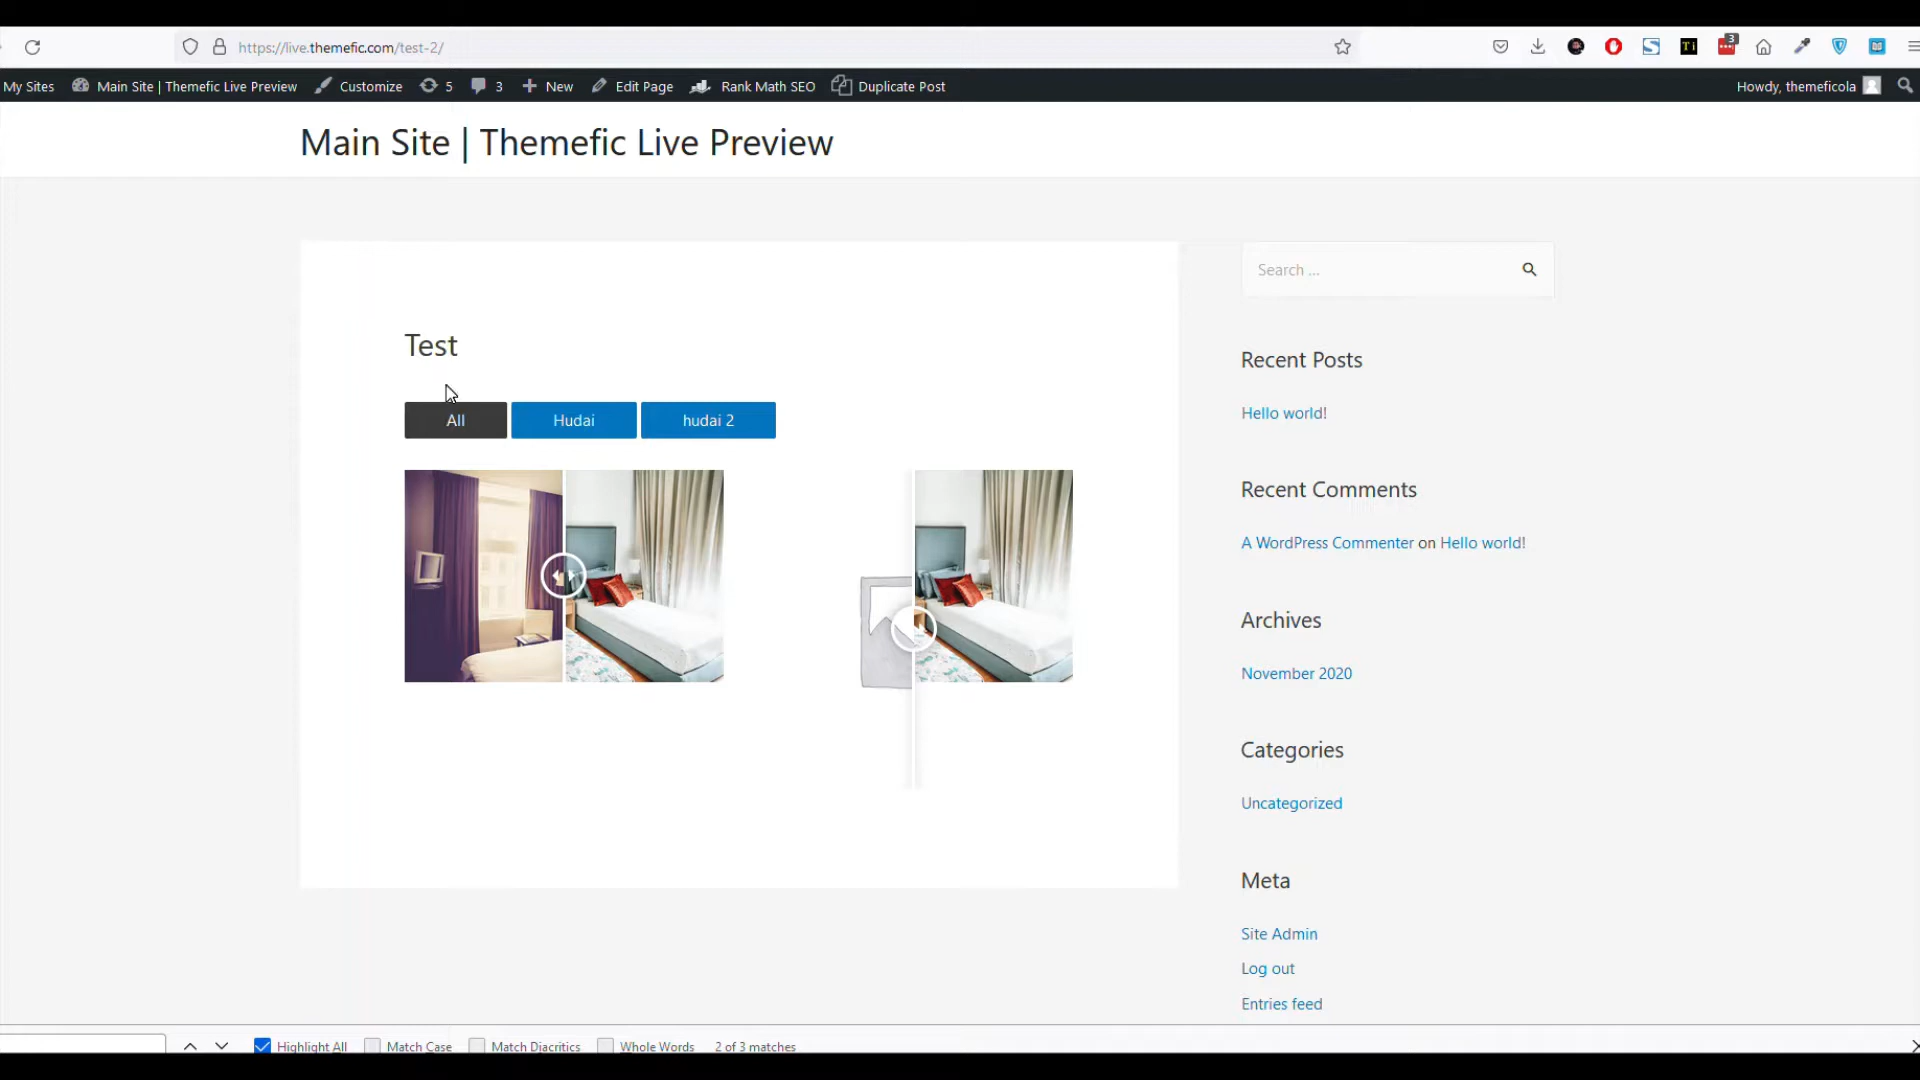 https://live.themefic.com/test-2/
3
Ti
My Sites
Main Site | Themefic Live Preview
Customize
5
3
New
Edit Page
Rank Math SEO
Duplicate Post
Howdy, themeficola
Main Site | Themefic Live Preview
Search ...
Test
All
Hudai
hudai 2
Recent Posts
Hello world!
Recent Comments
A WordPress Commenter on Hello world!
Archives
November 2020
Categories
Uncategorized
Meta
Site Admin
Log out
Entries feed
Highlight All
Match Case
Match Diacritics
Whole Words
2 of 3 matches